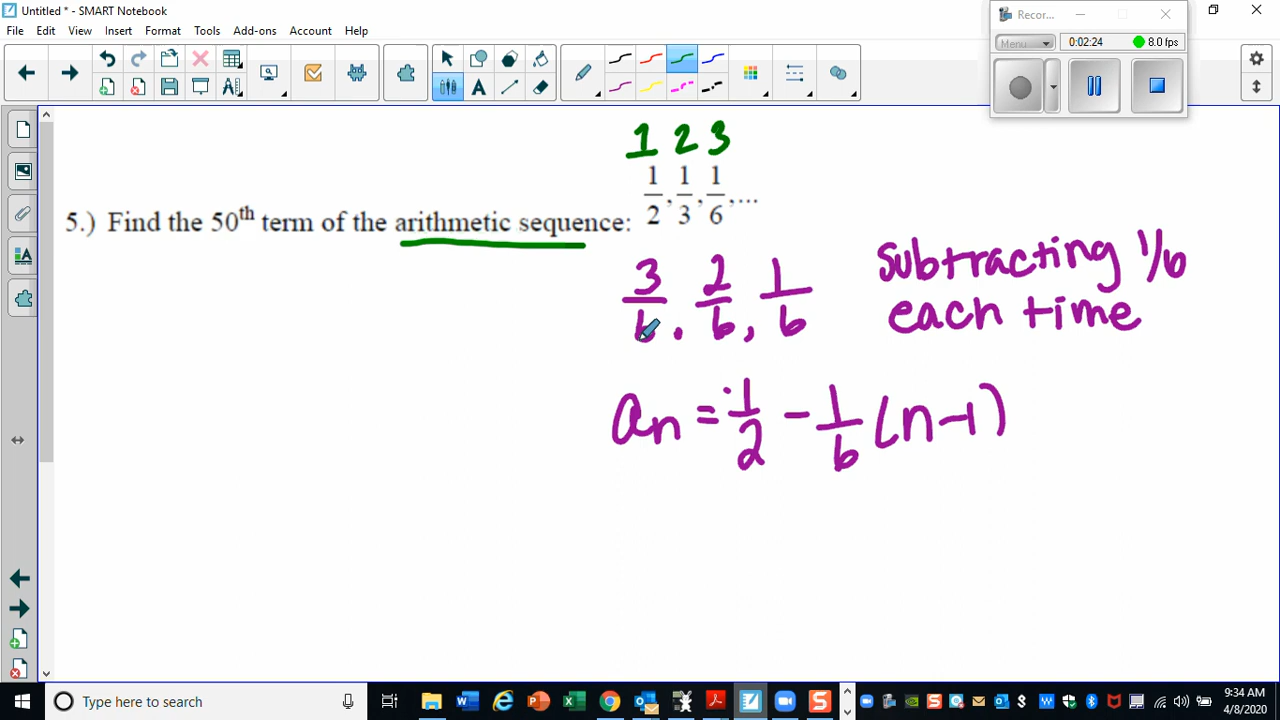 Untitled * - SMART Notebook
File Edit View Insert Format Tools Add-ons Account Help
Recor...
Menu 0:02:24 8.0 fps
1 2 3
5.) Find the 50th term of the arithmetic sequence: 1/2, 1/3, 1/6, ...
3/6, 2/6, 1/6
subtracting 1/6
each time
an = 1/2 - 1/6 (n-1)
Type here to search
9:34 AM
4/8/2020